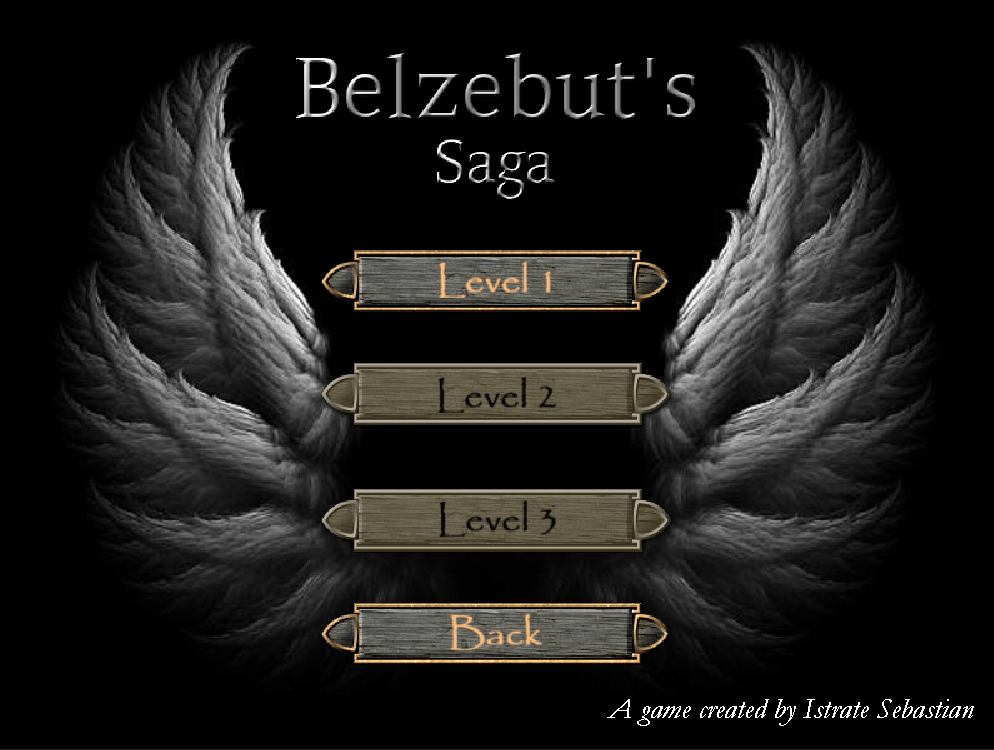 Belzebut's
Saga
Level 1
Level 2
Level 3
Back
A game created by Istrate Sebastian